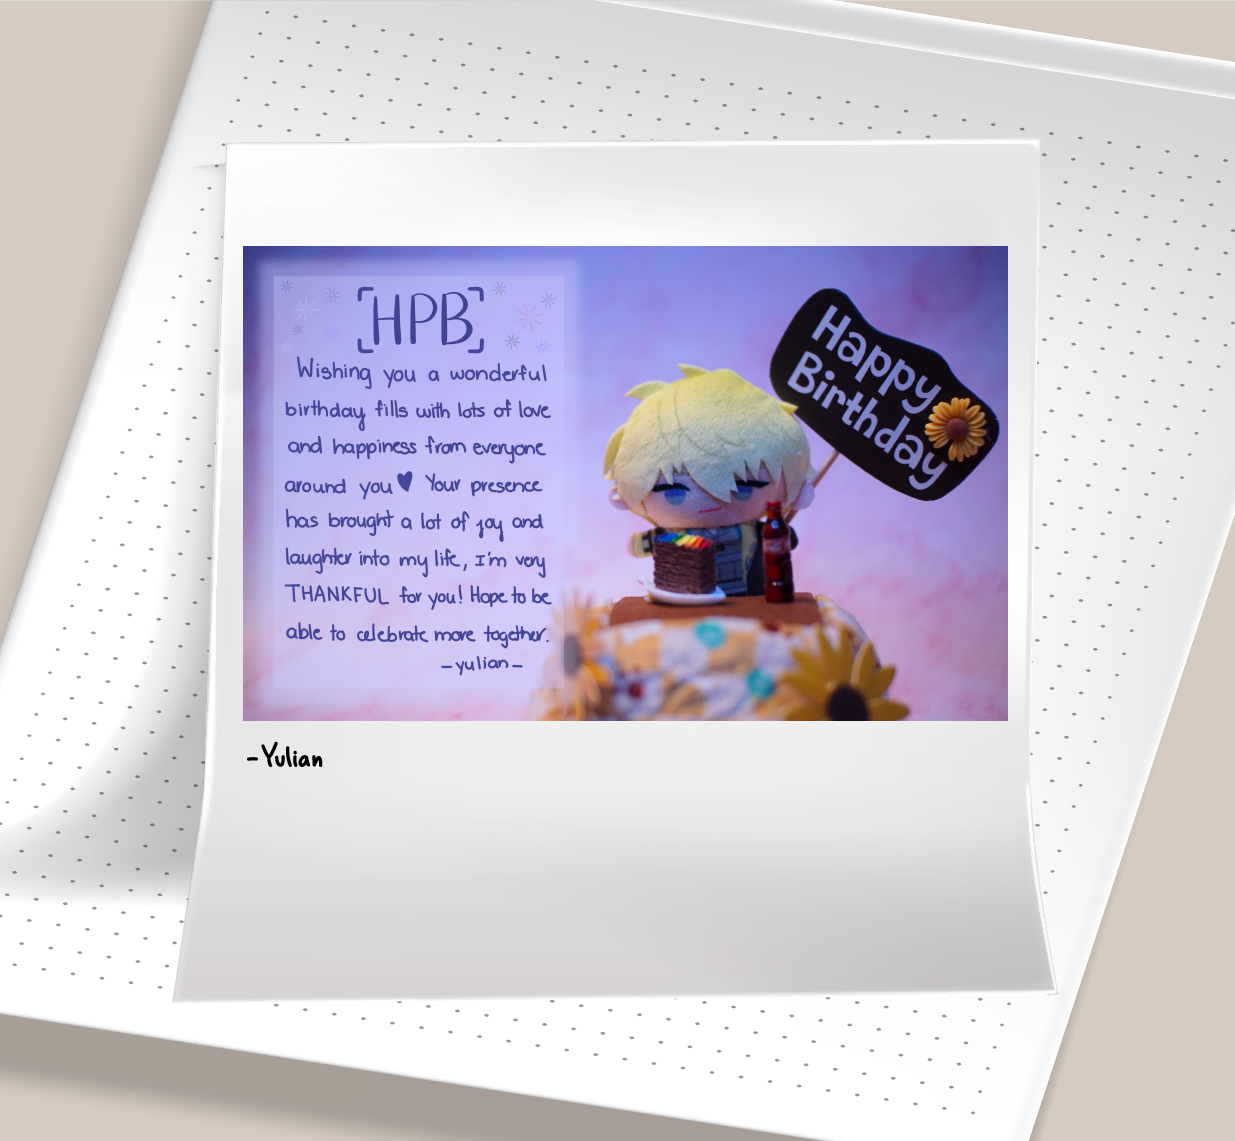 [HPB]
Wishing you a wonderful
birthday fills with lots of love
and happiness from everyone
around you♥ Your presence
has brought a lot of joy and
laughter into my life, I'm very
THANKFUL for you! Hope to be
able to celebrate more together.
-yulian-
Happy
Birthday
-Yulian